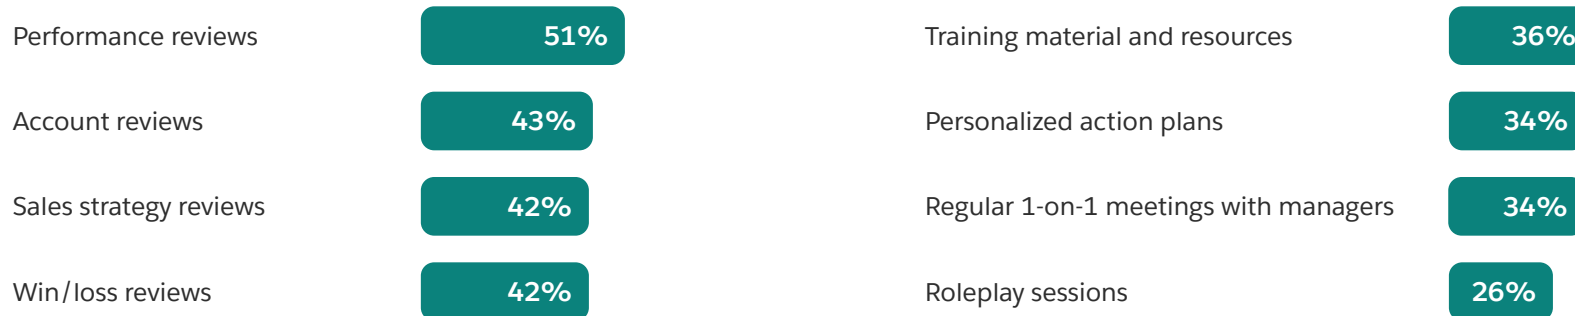 Performance reviews 51%
Account reviews 43%
Sales strategy reviews 42%
Win/loss reviews 42%
Training material and resources 36%
Personalized action plans 34%
Regular 1-on-1 meetings with managers 34%
Roleplay sessions 26%